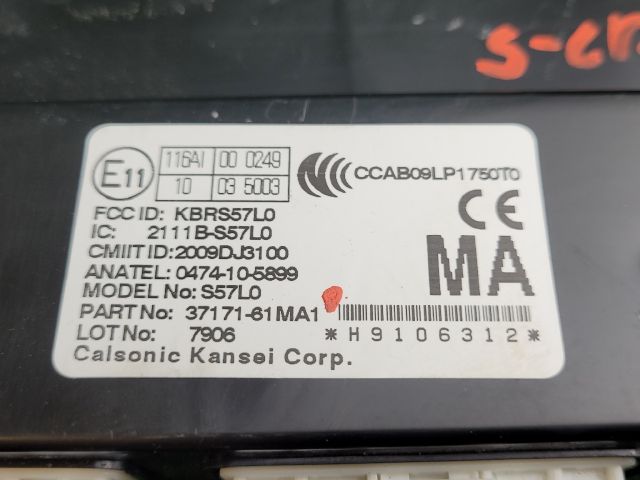 S-cr
E11 116AI 00 0249
10 03 5003
CCAB09LP1750T0
FCC ID: KBRS57L0
IC: 2111B-S57L0
CMIIT ID:2009DJ3100
ANATEL: 0474-10-5899
MODEL No: S57L0
PART No: 37171-61MA1
LOT No: 7906
Calsonic Kansei Corp.
CE
MA
*H9106312*